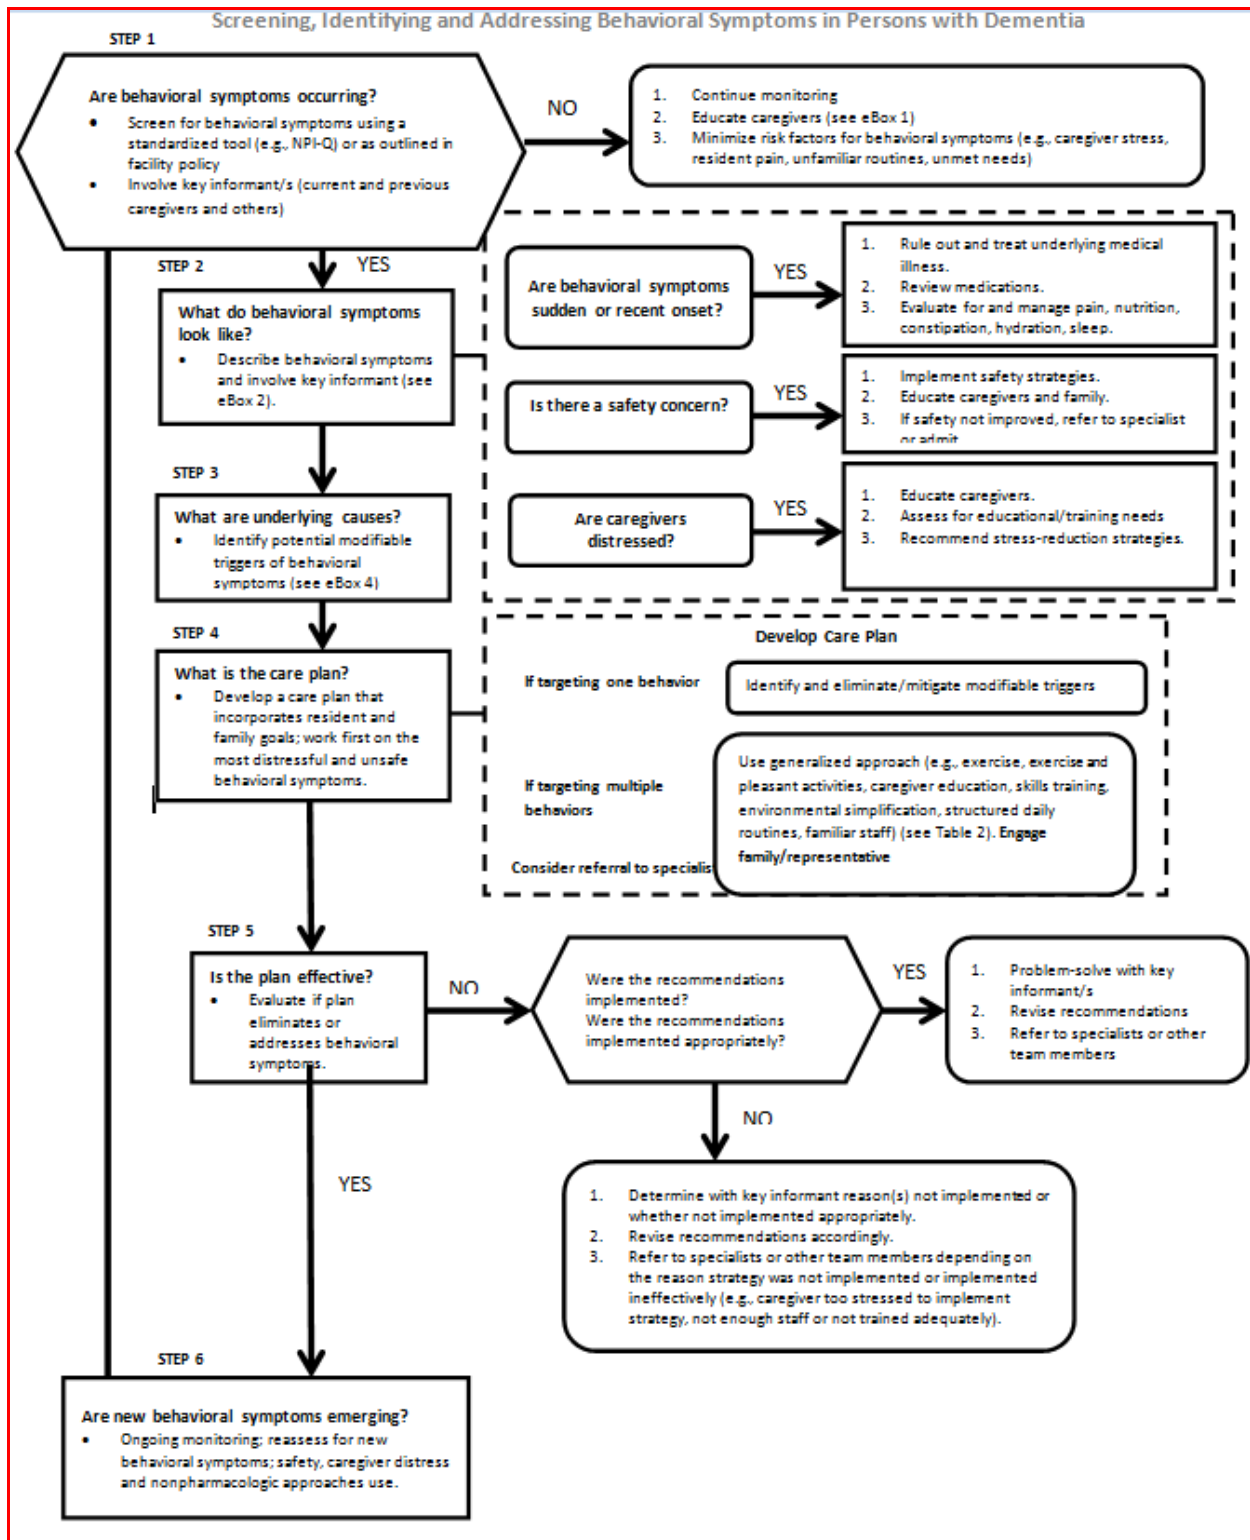 Screening, Identifying and Addressing Behavioral Symptoms in Persons with Dementia
STEP 1
Are behavioral symptoms occurring?
• Screen for behavioral symptoms using a
standardized tool (e.g., NPI-Q) or as outlined in
facility policy
• Involve key informant/s (current and previous
caregivers and others)
NO
1. Continue monitoring
2. Educate caregivers (see eBox 1)
3. Minimize risk factors for behavioral symptoms (e.g., caregiver stress,
resident pain, unfamiliar routines, unmet needs)
STEP 2
YES
What do behavioral symptoms
look like?
• Describe behavioral symptoms
and involve key informant (see
eBox 2).
Are behavioral symptoms
sudden or recent onset?
YES
1. Rule out and treat underlying medical
illness.
2. Review medications.
3. Evaluate for and manage pain, nutrition,
constipation, hydration, sleep.
Is there a safety concern?
YES
1. Implement safety strategies.
2. Educate caregivers and family.
3. If safety not improved, refer to specialist
or admit
Are caregivers
distressed?
YES
1. Educate caregivers.
2. Assess for educational/training needs
3. Recommend stress-reduction strategies.
STEP 3
What are underlying causes?
• Identify potential modifiable
triggers of behavioral
symptoms (see eBox 4)
STEP 4
What is the care plan?
• Develop a care plan that
incorporates resident and
family goals; work first on the
most distressful and unsafe
behavioral symptoms.
Develop Care Plan
If targeting one behavior
Identify and eliminate/mitigate modifiable triggers
If targeting multiple
behaviors
Use generalized approach (e.g., exercise, exercise and
pleasant activities, caregiver education, skills training,
environmental simplification, structured daily
routines, familiar staff) (see Table 2). Engage
family/representative
Consider referral to specialist
STEP 5
Is the plan effective?
• Evaluate if plan
eliminates or
addresses behavioral
symptoms.
NO
Were the recommendations
implemented?
Were the recommendations
implemented appropriately?
YES
1. Problem-solve with key
informant/s
2. Revise recommendations
3. Refer to specialists or other
team members
NO
1. Determine with key informant reason(s) not implemented or
whether not implemented appropriately.
2. Revise recommendations accordingly.
3. Refer to specialists or other team members depending on
the reason strategy was not implemented or implemented
ineffectively (e.g., caregiver too stressed to implement
strategy, not enough staff or not trained adequately).
YES
STEP 6
Are new behavioral symptoms emerging?
• Ongoing monitoring; reassess for new
behavioral symptoms; safety, caregiver distress
and nonpharmacologic approaches use.